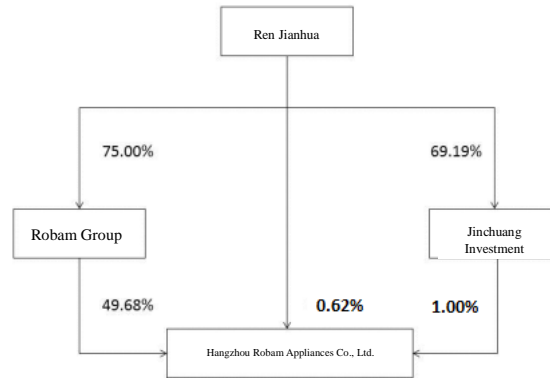 Ren Jianhua
75.00%
69.19%
Robam Group
Jinchuang
Investment
49.68%
0.62%
1.00%
Hangzhou Robam Appliances Co., Ltd.